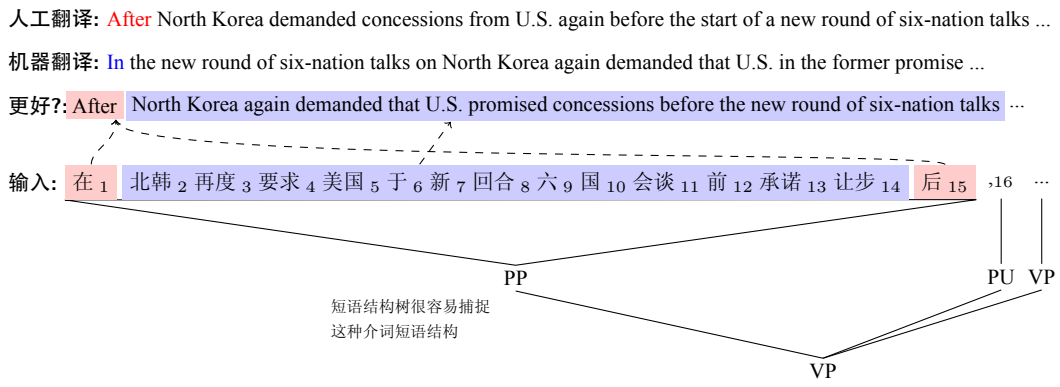 人工翻译: After North Korea demanded concessions from U.S. again before the start of a new round of six-nation talks ...
机器翻译: In the new round of six-nation talks on North Korea again demanded that U.S. in the former promise ...
更好?: After North Korea again demanded that U.S. promised concessions before the new round of six-nation talks ...
输入: 在 1 北韩 2 再度 3 要求 4 美国 5 于 6 新 7 回合 8 六 9 国 10 会谈 11 前 12 承诺 13 让步 14 后 15 ,16 ...
PP PU VP
短语结构树很容易捕捉
这种介词短语结构
VP